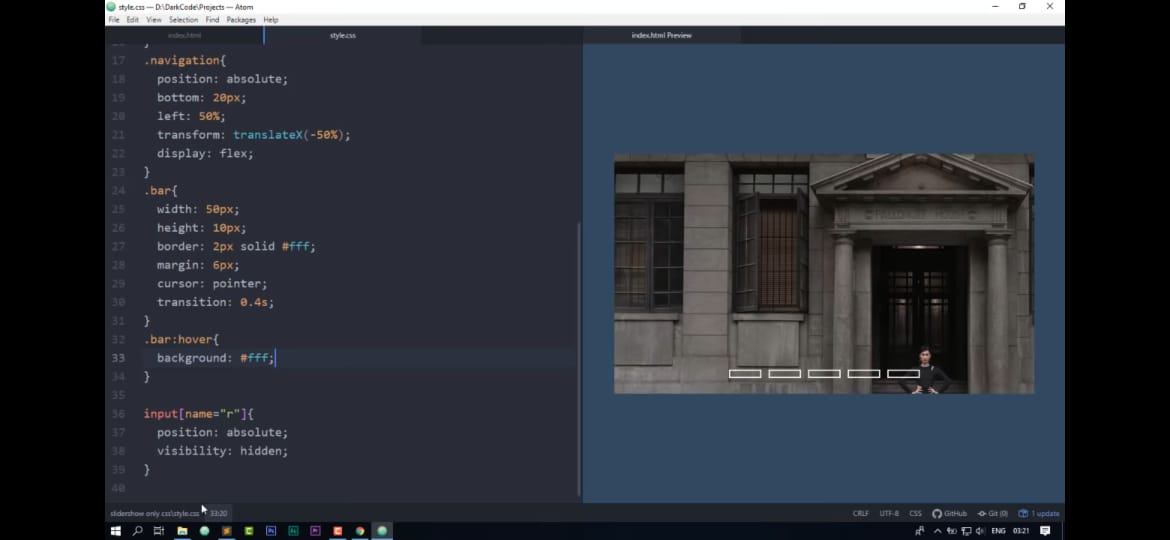 style.css — D:\DarkCode\Projects — Atom
File Edit View Selection Find Packages Help
index.html style.css index.html Preview
17 .navigation{
18 position: absolute;
19 bottom: 20px;
20 left: 50%;
21 transform: translateX(-50%);
22 display: flex;
23 }
24 .bar{
25 width: 50px;
26 height: 10px;
27 border: 2px solid #fff;
28 margin: 6px;
29 cursor: pointer;
30 transition: 0.4s;
31 }
32 .bar:hover{
33 background: #fff;
34 }
35
36 input[name="r"]{
37 position: absolute;
38 visibility: hidden;
39 }
40
slidershow only css\style.css 33:20 CRLF UTF-8 CSS GitHub Git (0) 1 update
ENG 03:21